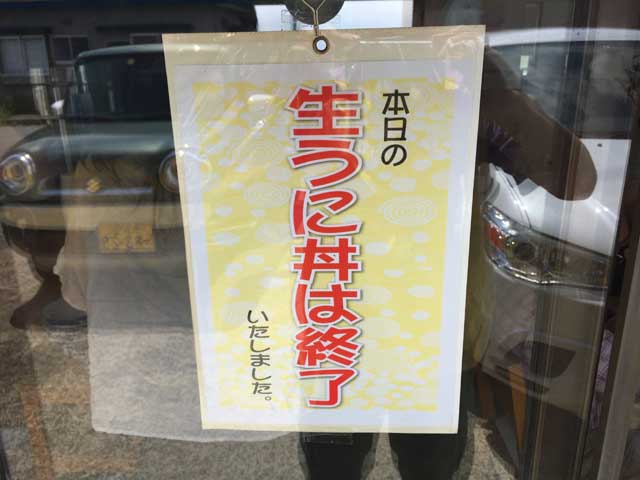 本日の
生うに丼は終了
いたしました。